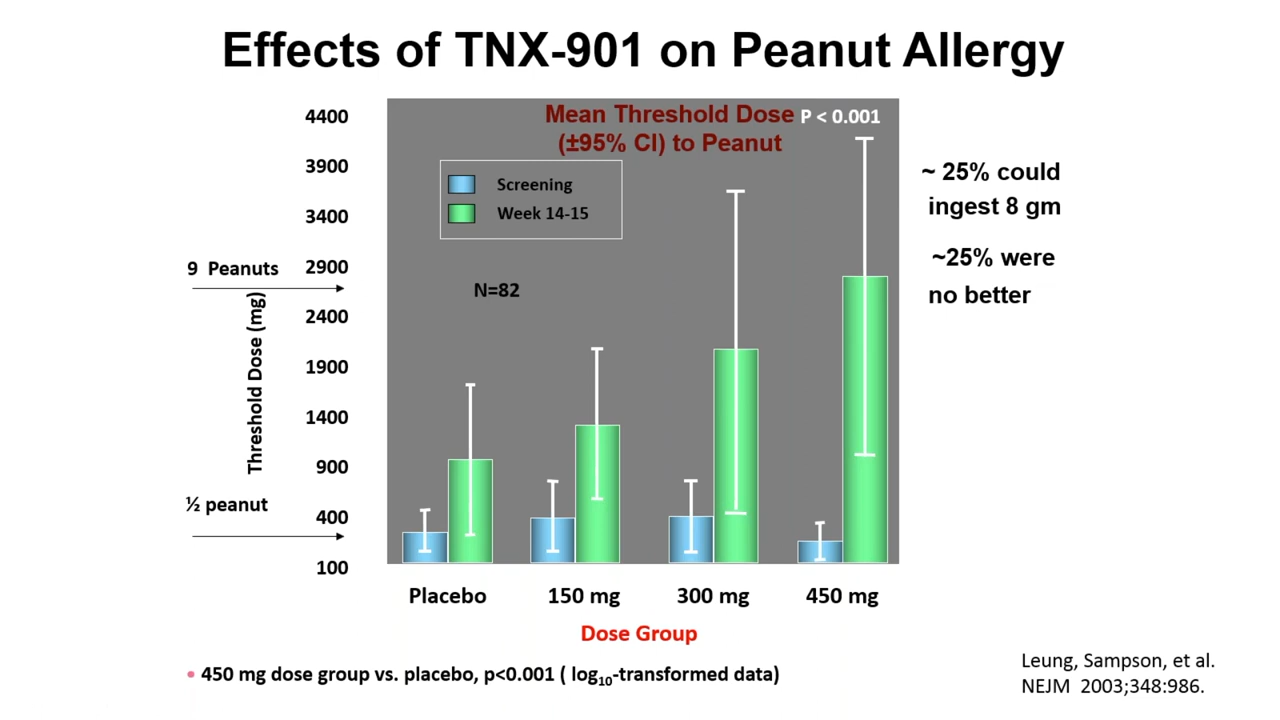 Effects of TNX-901 on Peanut Allergy
Mean Threshold Dose P < 0.001
(±95% CI) to Peanut
Screening
Week 14-15
N=82
4400
3900
3400
2900
2400
1900
1400
900
400
100
9 Peanuts
Threshold Dose (mg)
½ peanut
~ 25% could
ingest 8 gm
~25% were
no better
Placebo 150 mg 300 mg 450 mg
Dose Group
• 450 mg dose group vs. placebo, p<0.001 ( log10-transformed data)
Leung, Sampson, et al.
NEJM 2003;348:986.